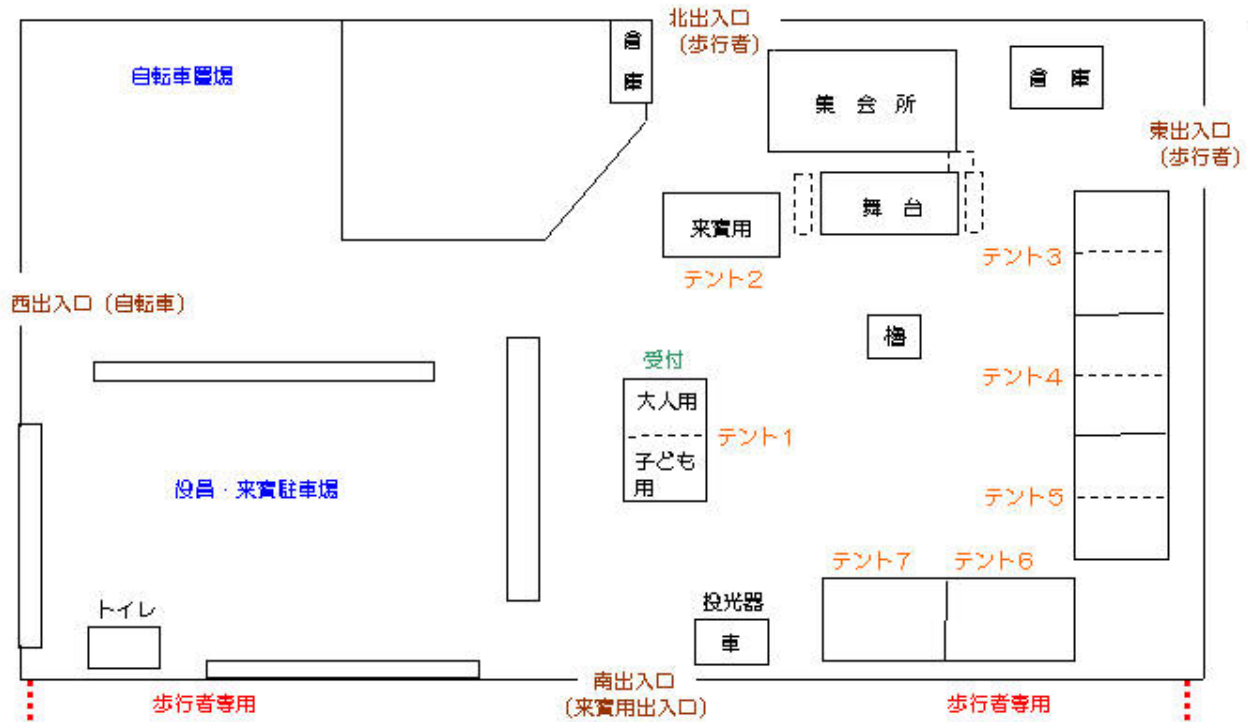 北出入口
(歩行者)
倉
庫
自転車置場
集 会 所
倉 庫
東出入口
(歩行者)
舞 台
来賓用
テント2
テント3
西出入口(自転車)
櫓
受付
大人用
テント1
子ども
用
テント4
役員・来賓駐車場
テント5
テント7
テント6
トイレ
投光器
車
歩行者専用
南出入口
(来賓用出入口)
歩行者専用